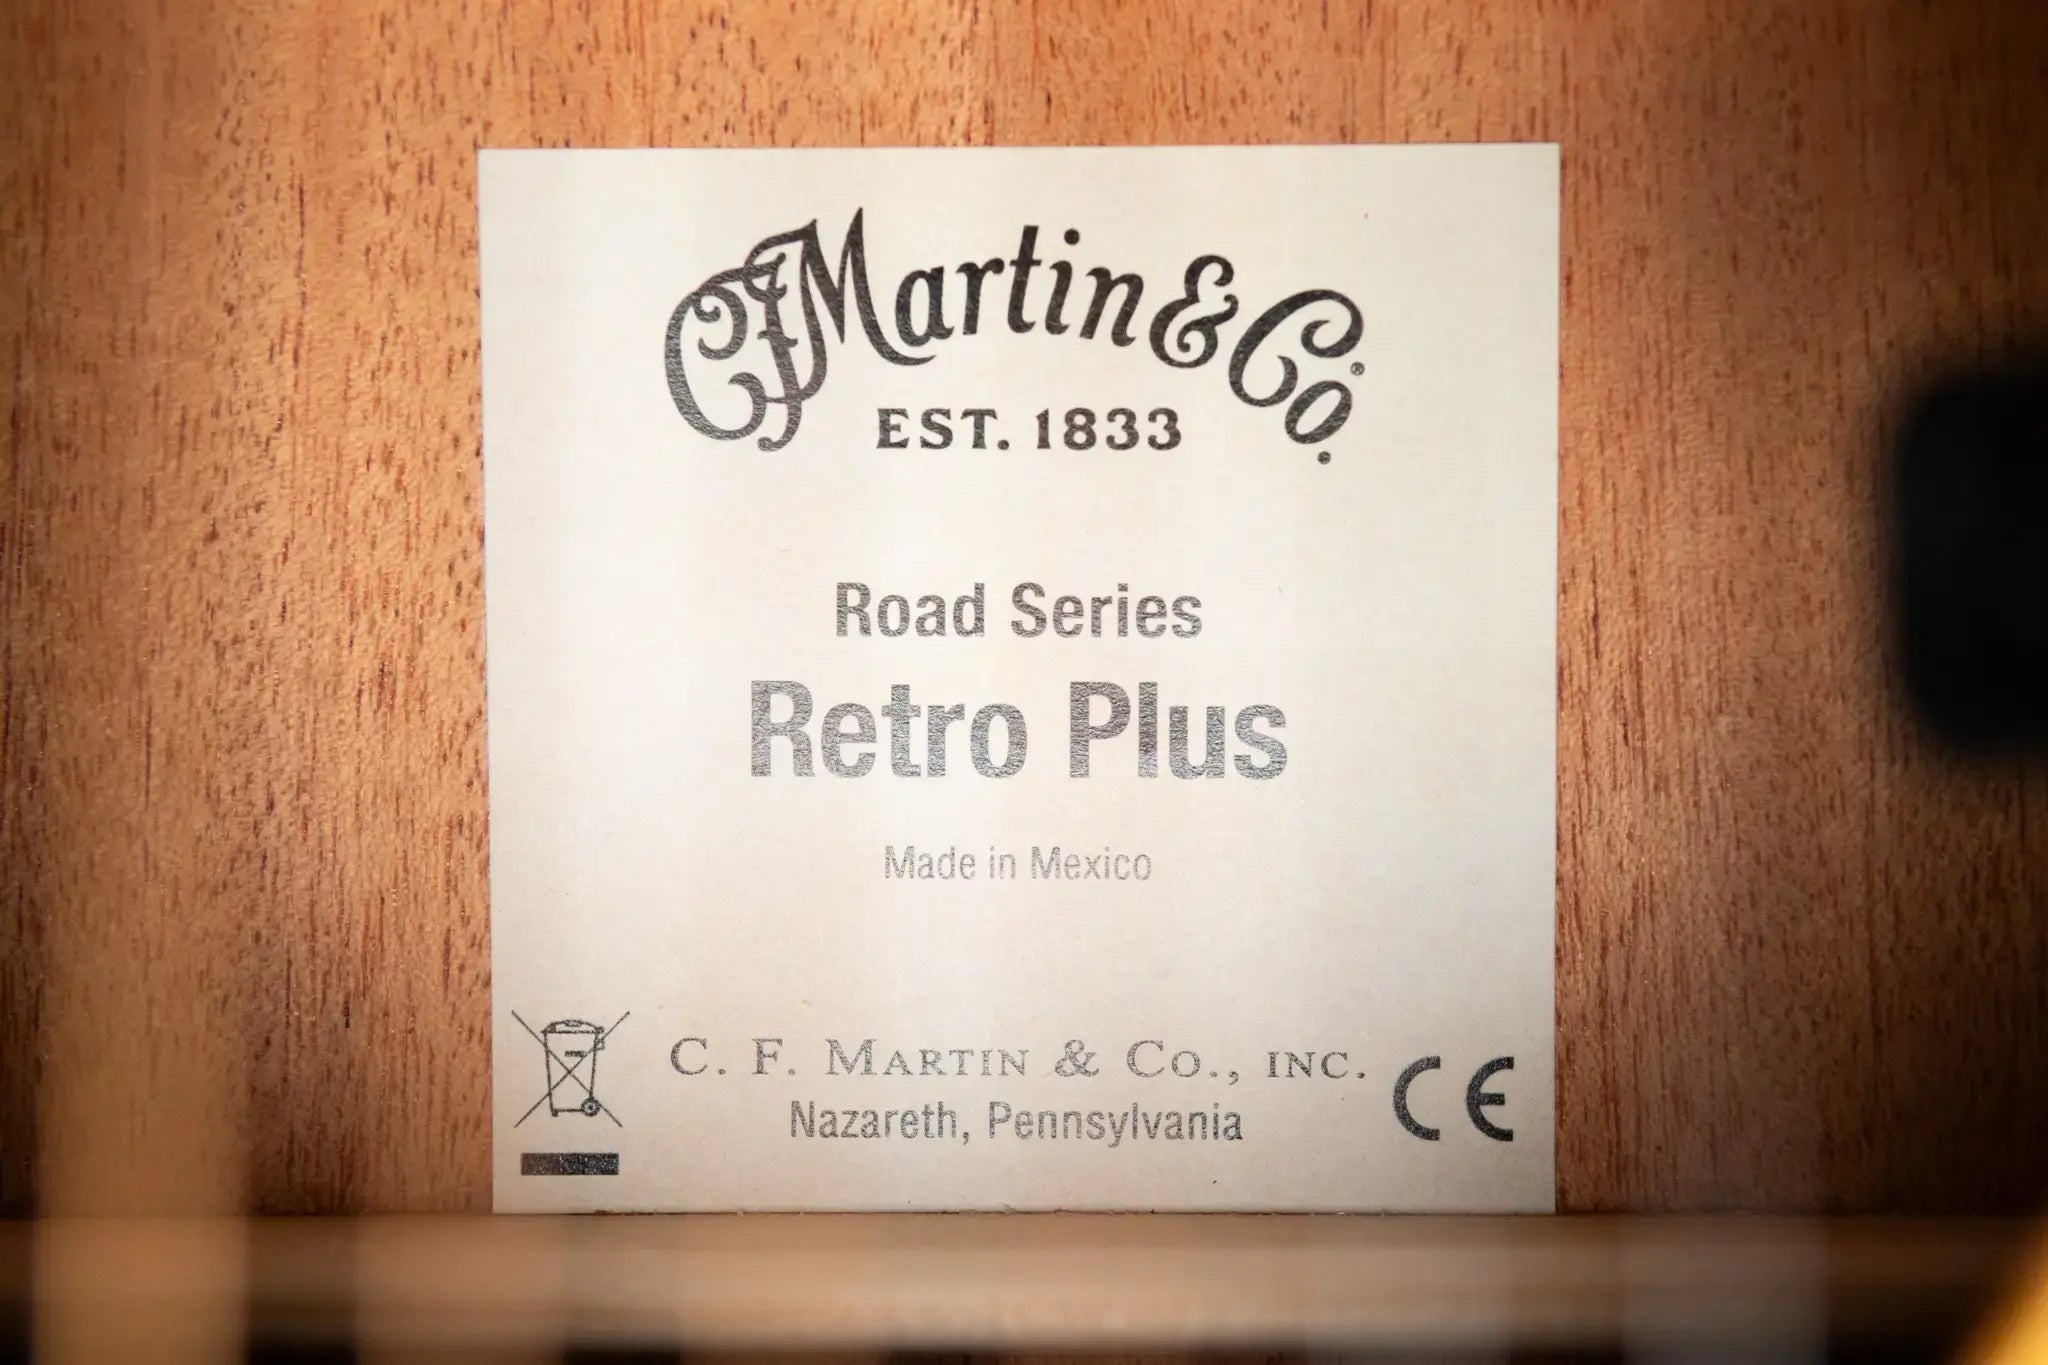 CFMartin & Co.®
EST. 1833
Road Series
Retro Plus
Made in Mexico
C. F. MARTIN & CO., INC.
Nazareth, Pennsylvania
CE